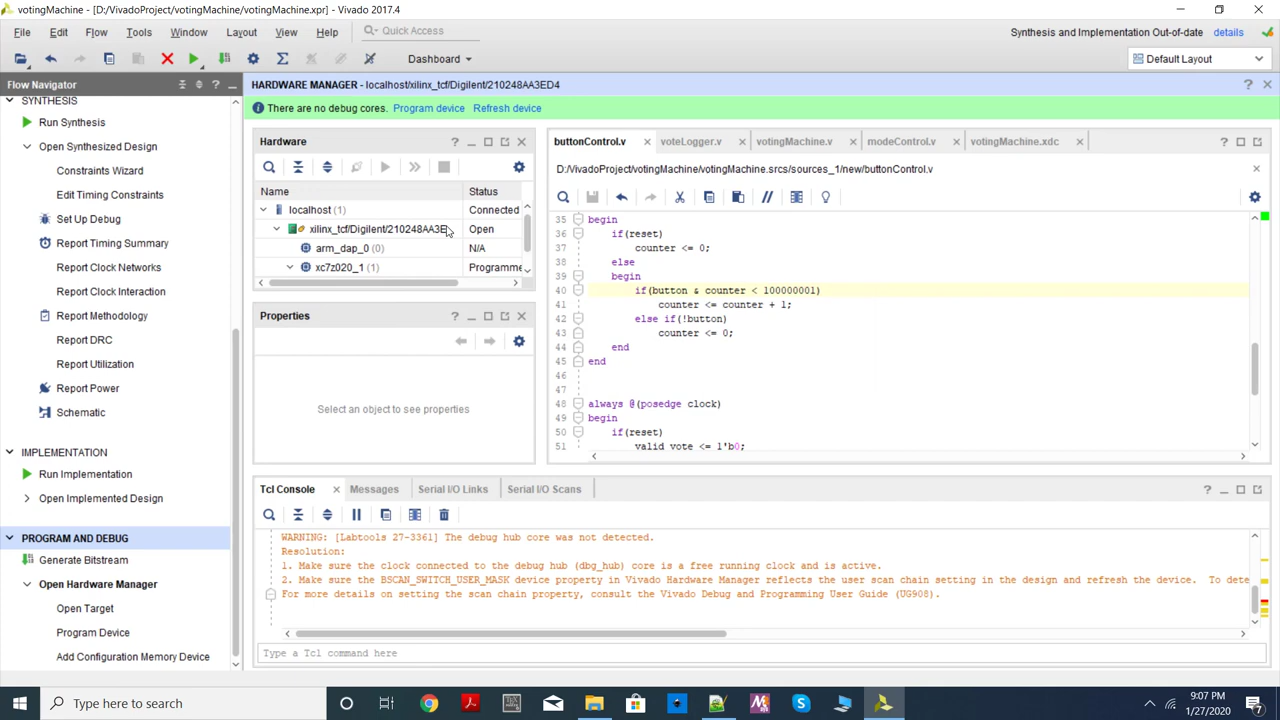 votingMachine - [D:/VivadoProject/votingMachine/votingMachine.xpr] - Vivado 2017.4
File Edit Flow Tools Window Layout View Help Quick Access
Synthesis and Implementation Out-of-date details
Dashboard
Default Layout
Flow Navigator
SYNTHESIS
Run Synthesis
Open Synthesized Design
Constraints Wizard
Edit Timing Constraints
Set Up Debug
Report Timing Summary
Report Clock Networks
Report Clock Interaction
Report Methodology
Report DRC
Report Utilization
Report Power
Schematic
IMPLEMENTATION
Run Implementation
Open Implemented Design
PROGRAM AND DEBUG
Generate Bitstream
Open Hardware Manager
Open Target
Program Device
Add Configuration Memory Device
HARDWARE MANAGER - localhost/xilinx_tcf/Digilent/210248AA3ED4
There are no debug cores. Program device Refresh device
Hardware
Name Status
localhost (1) Connected
xilinx_tcf/Digilent/210248AA3E Open
arm_dap_0 (0) N/A
xc7z020_1 (1) Programme
Properties
Select an object to see properties
buttonControl.v voteLogger.v votingMachine.v modeControl.v votingMachine.xdc
D:/VivadoProject/votingMachine/votingMachine.srcs/sources_1/new/buttonControl.v
35 begin
36 if(reset)
37 counter <= 0;
38 else
39 begin
40 if(button & counter < 100000001)
41 counter <= counter + 1;
42 else if(!button)
43 counter <= 0;
44 end
45 end
46
47
48 always @(posedge clock)
49 begin
50 if(reset)
51 valid_vote <= 1'b0;
Tcl Console Messages Serial I/O Links Serial I/O Scans
WARNING: [Labtools 27-3361] The debug hub core was not detected.
Resolution:
1. Make sure the clock connected to the debug hub (dbg_hub) core is a free running clock and is active.
2. Make sure the BSCAN_SWITCH_USER_MASK device property in Vivado Hardware Manager reflects the user scan chain setting in the design and refresh the device. To dete
For more details on setting the scan chain property, consult the Vivado Debug and Programming User Guide (UG908).
Type a Tcl command here
Type here to search
9:07 PM
1/27/2020
7